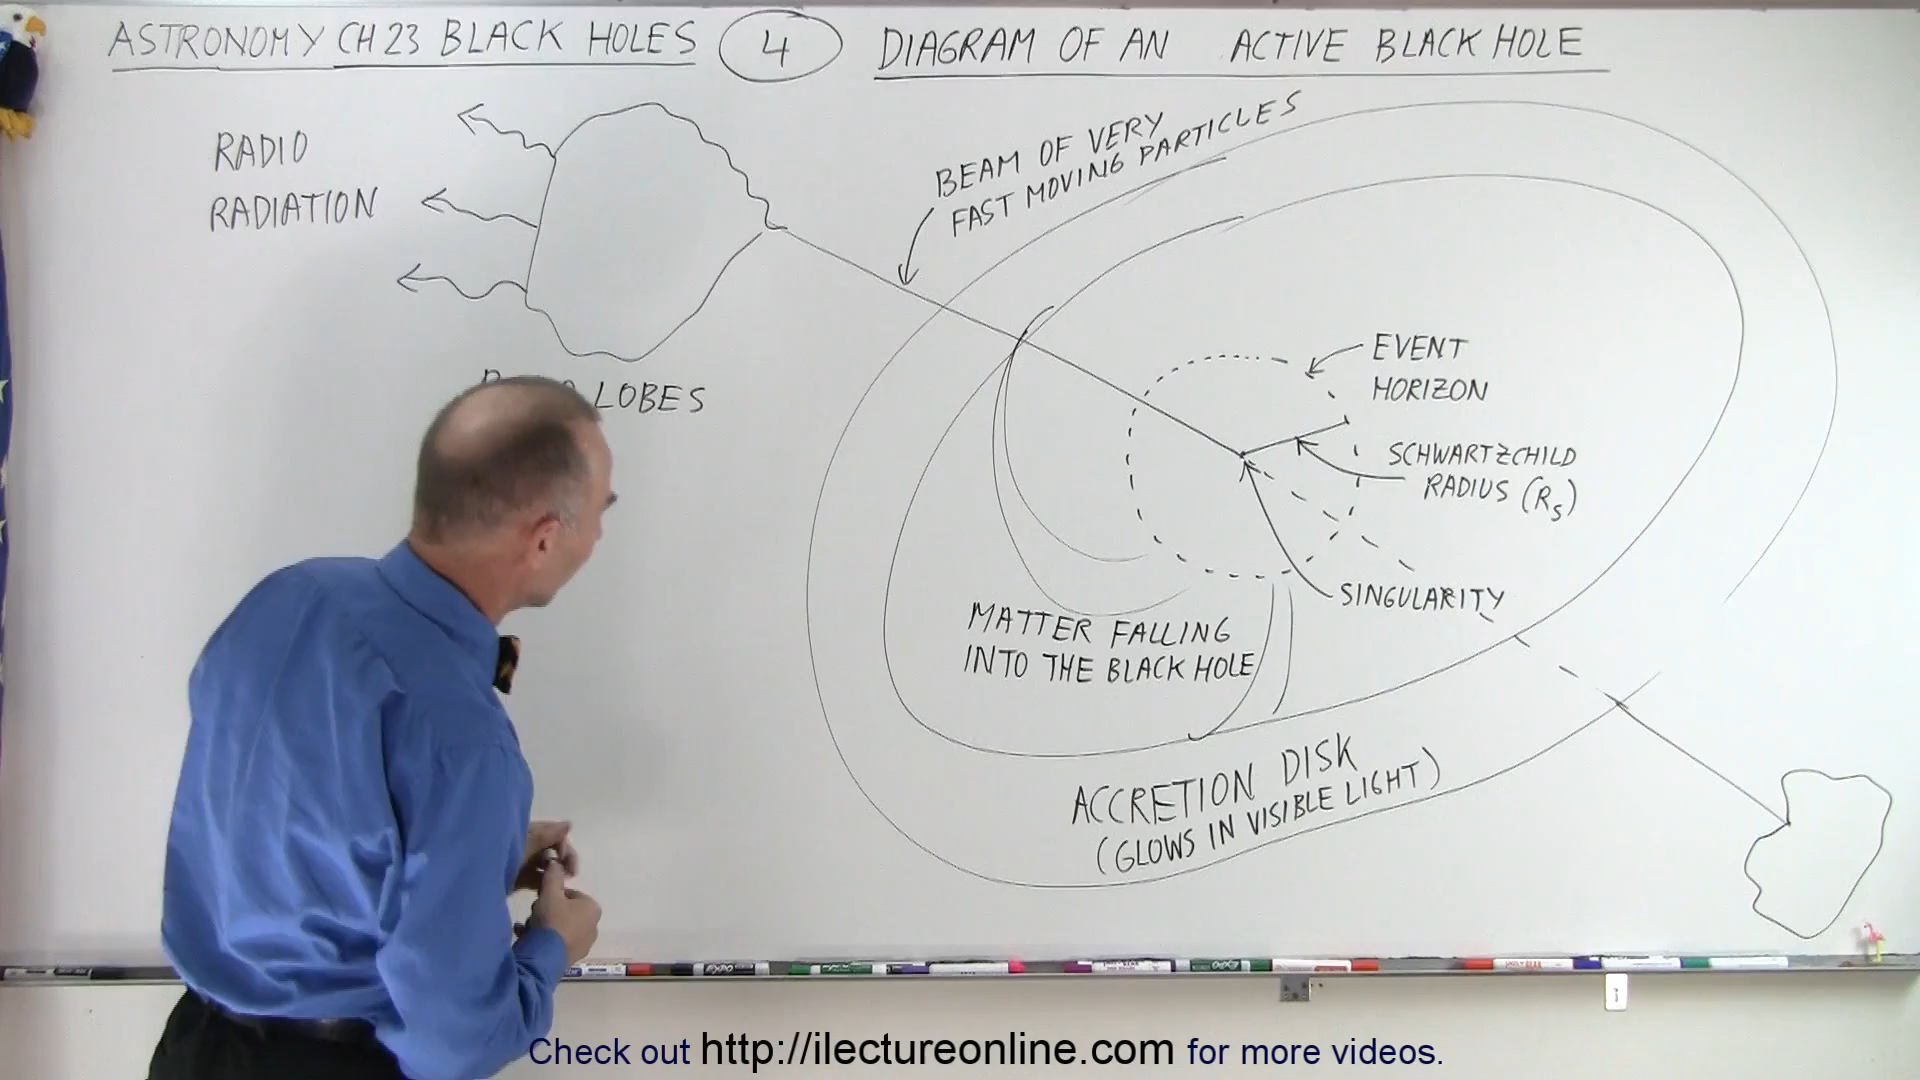 ASTRONOMY CH 23 BLACK HOLES 4 DIAGRAM OF AN ACTIVE BLACK HOLE
RADIO
RADIATION
BEAM OF VERY
FAST MOVING PARTICLES
LOBES
EVENT
HORIZON
SCHWARTZCHILD
RADIUS (RS)
SINGULARITY
MATTER FALLING
INTO THE BLACK HOLE
ACCRETION DISK
(GLOWS IN VISIBLE LIGHT)
EXPO
EXPO
Check out http://ilectureonline.com for more videos.